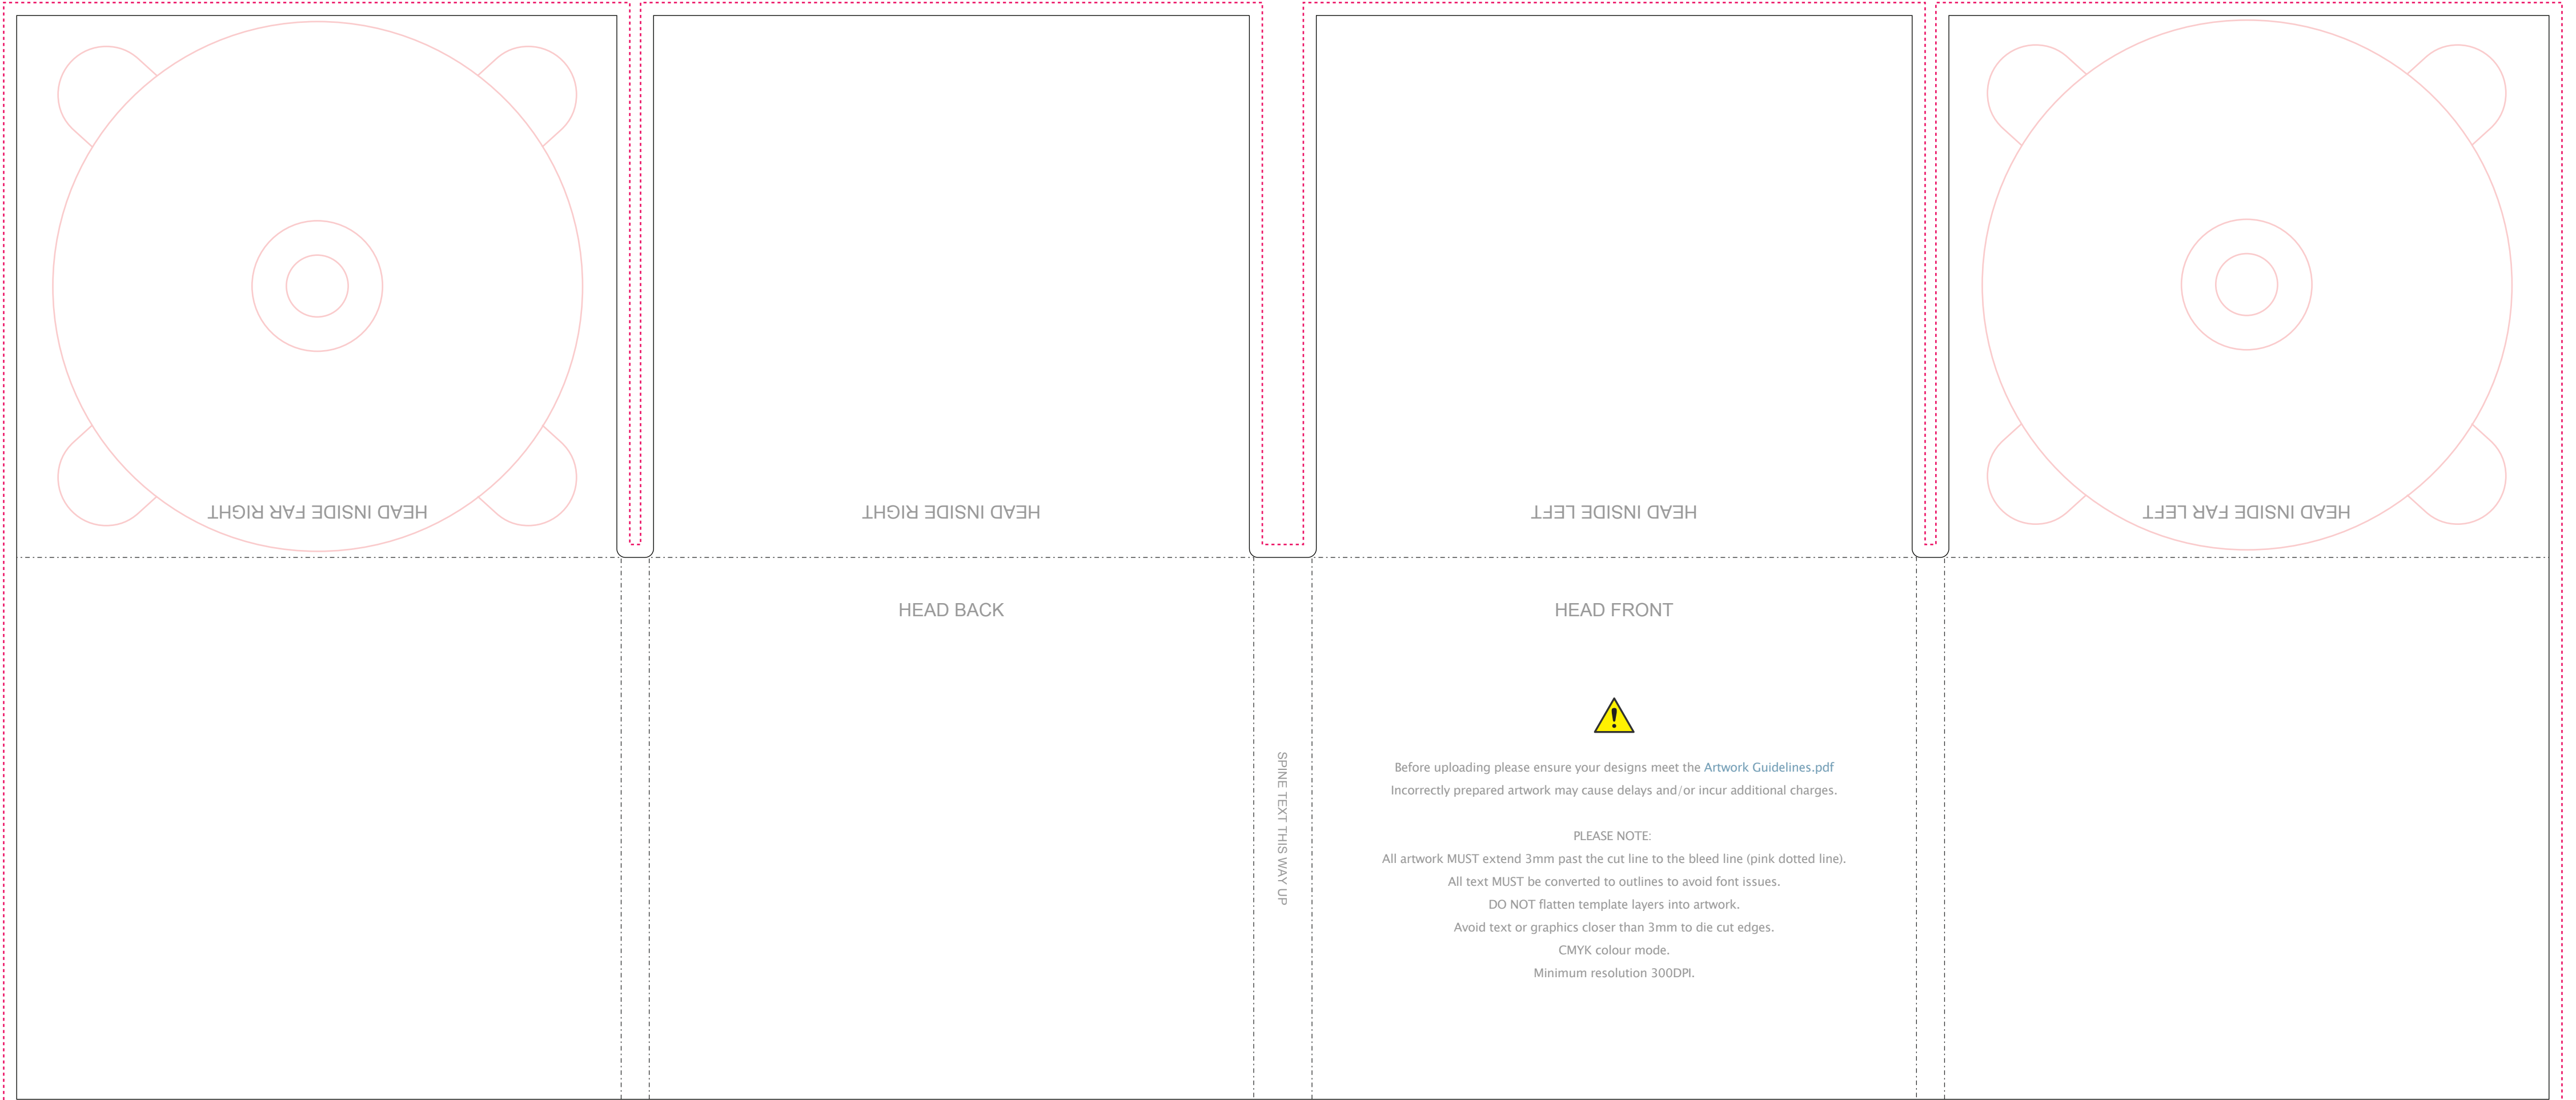 HEAD INSIDE FAR RIGHT
HEAD INSIDE RIGHT
HEAD INSIDE LEFT
HEAD INSIDE FAR LEFT
HEAD BACK
SPINE TEXT THIS WAY UP
HEAD FRONT
Before uploading please ensure your designs meet the Artwork Guidelines.pdf
Incorrectly prepared artwork may cause delays and/or incur additional charges.
PLEASE NOTE:
All artwork MUST extend 3mm past the cut line to the bleed line (pink dotted line).
All text MUST be converted to outlines to avoid font issues.
DO NOT flatten template layers into artwork.
Avoid text or graphics closer than 3mm to die cut edges.
CMYK colour mode.
Minimum resolution 300DPI.